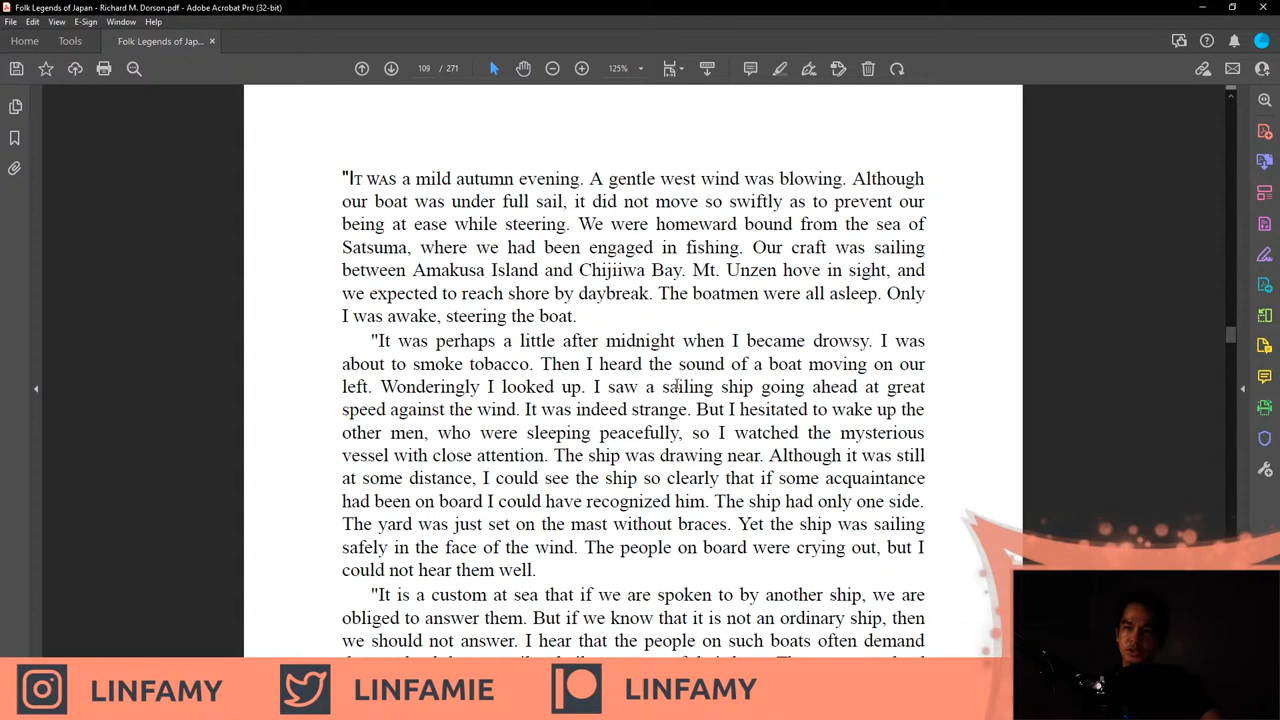 Folk Legends of Japan - Richard M. Dorson.pdf - Adobe Acrobat Pro (32-bit)
File Edit View E-Sign Window Help
Home Tools Folk Legends of Jap... ×
109 / 271 125%
"IT WAS a mild autumn evening. A gentle west wind was blowing. Although
our boat was under full sail, it did not move so swiftly as to prevent our
being at ease while steering. We were homeward bound from the sea of
Satsuma, where we had been engaged in fishing. Our craft was sailing
between Amakusa Island and Chijiiwa Bay. Mt. Unzen hove in sight, and
we expected to reach shore by daybreak. The boatmen were all asleep. Only
I was awake, steering the boat.
"It was perhaps a little after midnight when I became drowsy. I was
about to smoke tobacco. Then I heard the sound of a boat moving on our
left. Wonderingly I looked up. I saw a sailing ship going ahead at great
speed against the wind. It was indeed strange. But I hesitated to wake up the
other men, who were sleeping peacefully, so I watched the mysterious
vessel with close attention. The ship was drawing near. Although it was still
at some distance, I could see the ship so clearly that if some acquaintance
had been on board I could have recognized him. The ship had only one side.
The yard was just set on the mast without braces. Yet the ship was sailing
safely in the face of the wind. The people on board were crying out, but I
could not hear them well.
"It is a custom at sea that if we are spoken to by another ship, we are
obliged to answer them. But if we know that it is not an ordinary ship, then
we should not answer. I hear that the people on such boats often demand
LINFAMY LINFAMIE LINFAMY